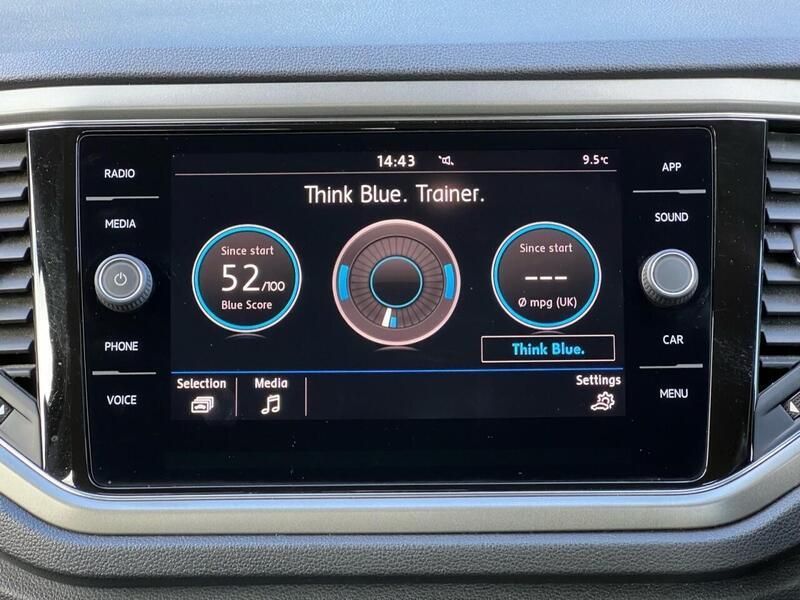 14:43
9.5°C
Think Blue. Trainer.
Since start
52/100
Blue Score
Since start
---
Ø mpg (UK)
Think Blue.
Selection
Media
Settings
RADIO
MEDIA
PHONE
VOICE
APP
SOUND
CAR
MENU